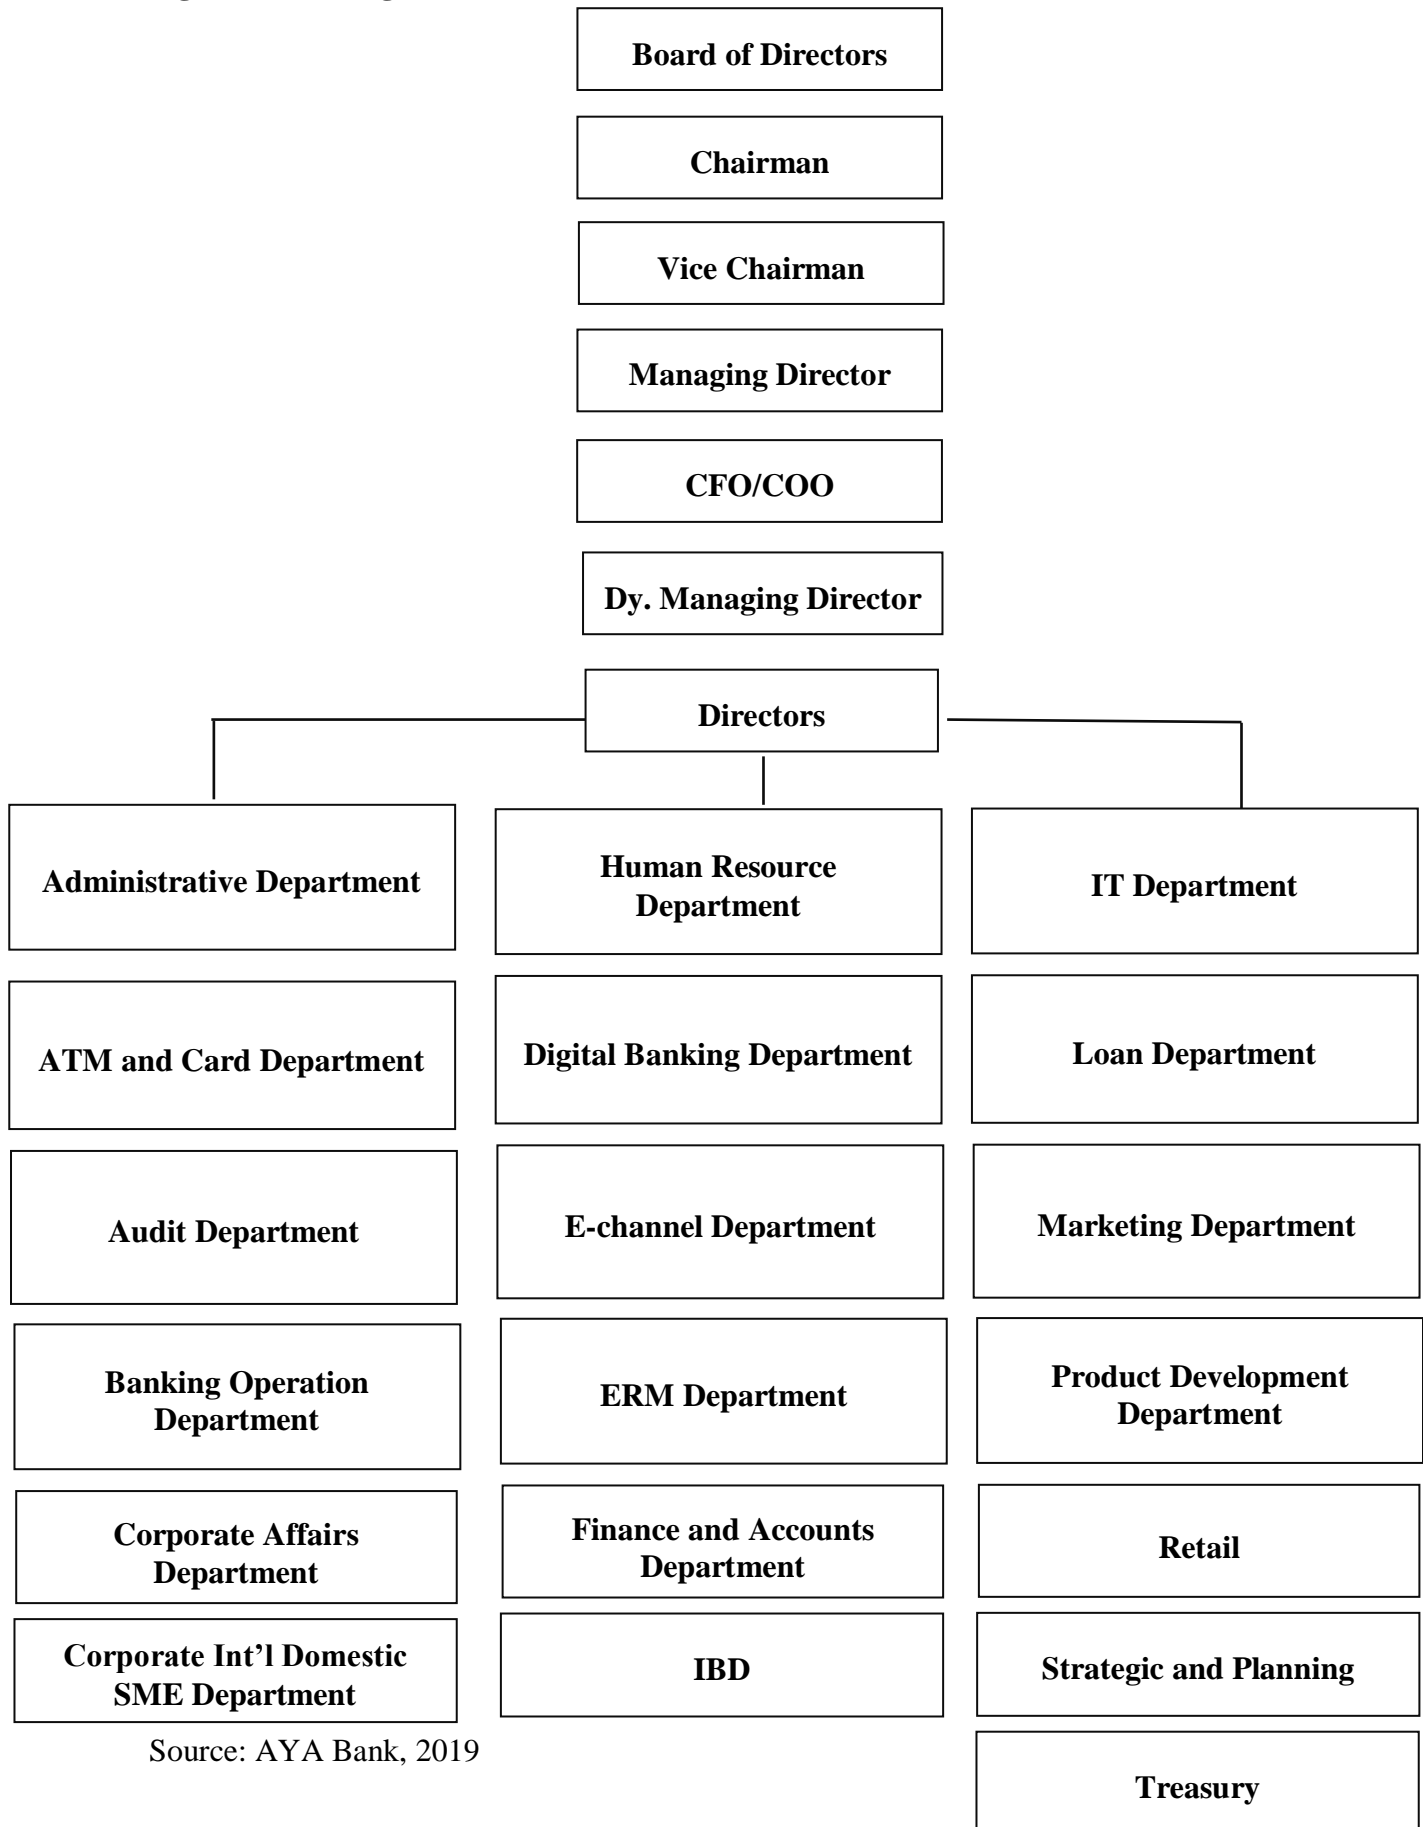 Board of Directors
Chairman
Vice Chairman
Managing Director
CFO/COO
Dy. Managing Director
Directors
Administrative Department
Human Resource
Department
IT Department
ATM and Card Department
Digital Banking Department
Loan Department
Audit Department
E-channel Department
Marketing Department
Banking Operation
Department
ERM Department
Product Development
Department
Corporate Affairs
Department
Finance and Accounts
Department
Retail
Corporate Int’l Domestic
SME Department
IBD
Strategic and Planning
Source: AYA Bank, 2019
Treasury